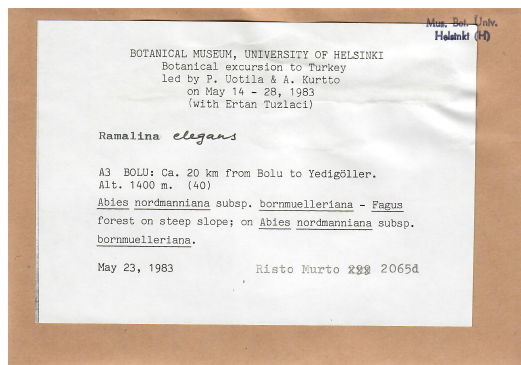 Mus. Bot. Univ.
Helsinki (H)
BOTANICAL MUSEUM, UNIVERSITY OF HELSINKI
Botanical excursion to Turkey
led by P. Uotila & A. Kurtto
on May 14 - 28, 1983
(with Ertan Tuzlaci)
Ramalina elegans
A3 BOLU: Ca. 20 km from Bolu to Yedigöller.
Alt. 1400 m. (40)
Abies nordmanniana subsp. bornmuelleriana - Fagus
forest on steep slope; on Abies nordmanniana subsp.
bornmuelleriana.
May 23, 1983 Risto Murto 2065d